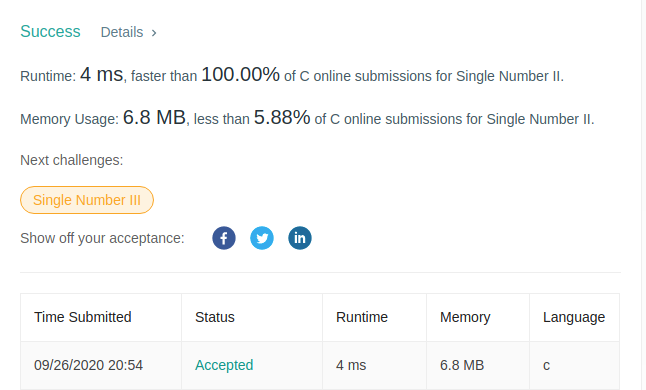 Success Details >
Runtime: 4 ms, faster than 100.00% of C online submissions for Single Number II.
Memory Usage: 6.8 MB, less than 5.88% of C online submissions for Single Number II.
Next challenges:
Single Number III
Show off your acceptance:
Time Submitted Status Runtime Memory Language
09/26/2020 20:54 Accepted 4 ms 6.8 MB c